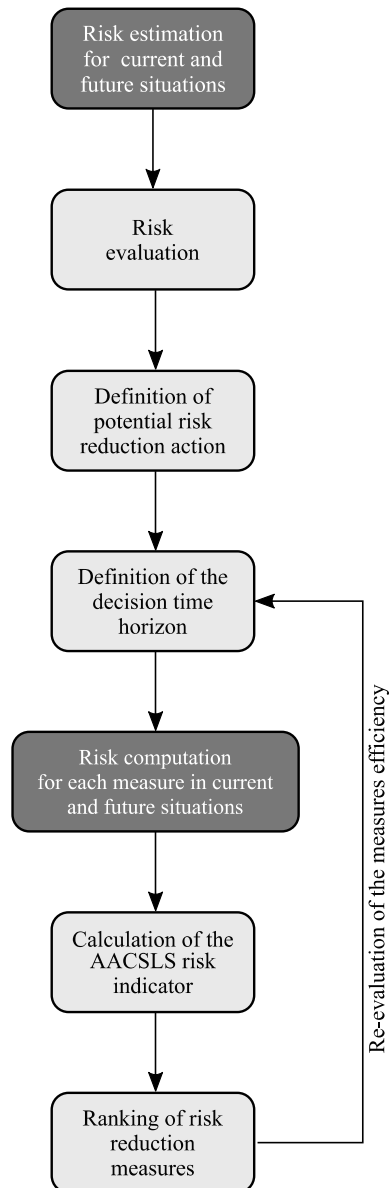 Risk estimation
for current and
future situations
Risk
evaluation
Definition of
potential risk
reduction action
Definition of the
decision time
horizon
Risk computation
for each measure in current
and future situations
Calculation of the
AACSLS risk
indicator
Ranking of risk
reduction
measures
Re-evaluation of the measures efficiency